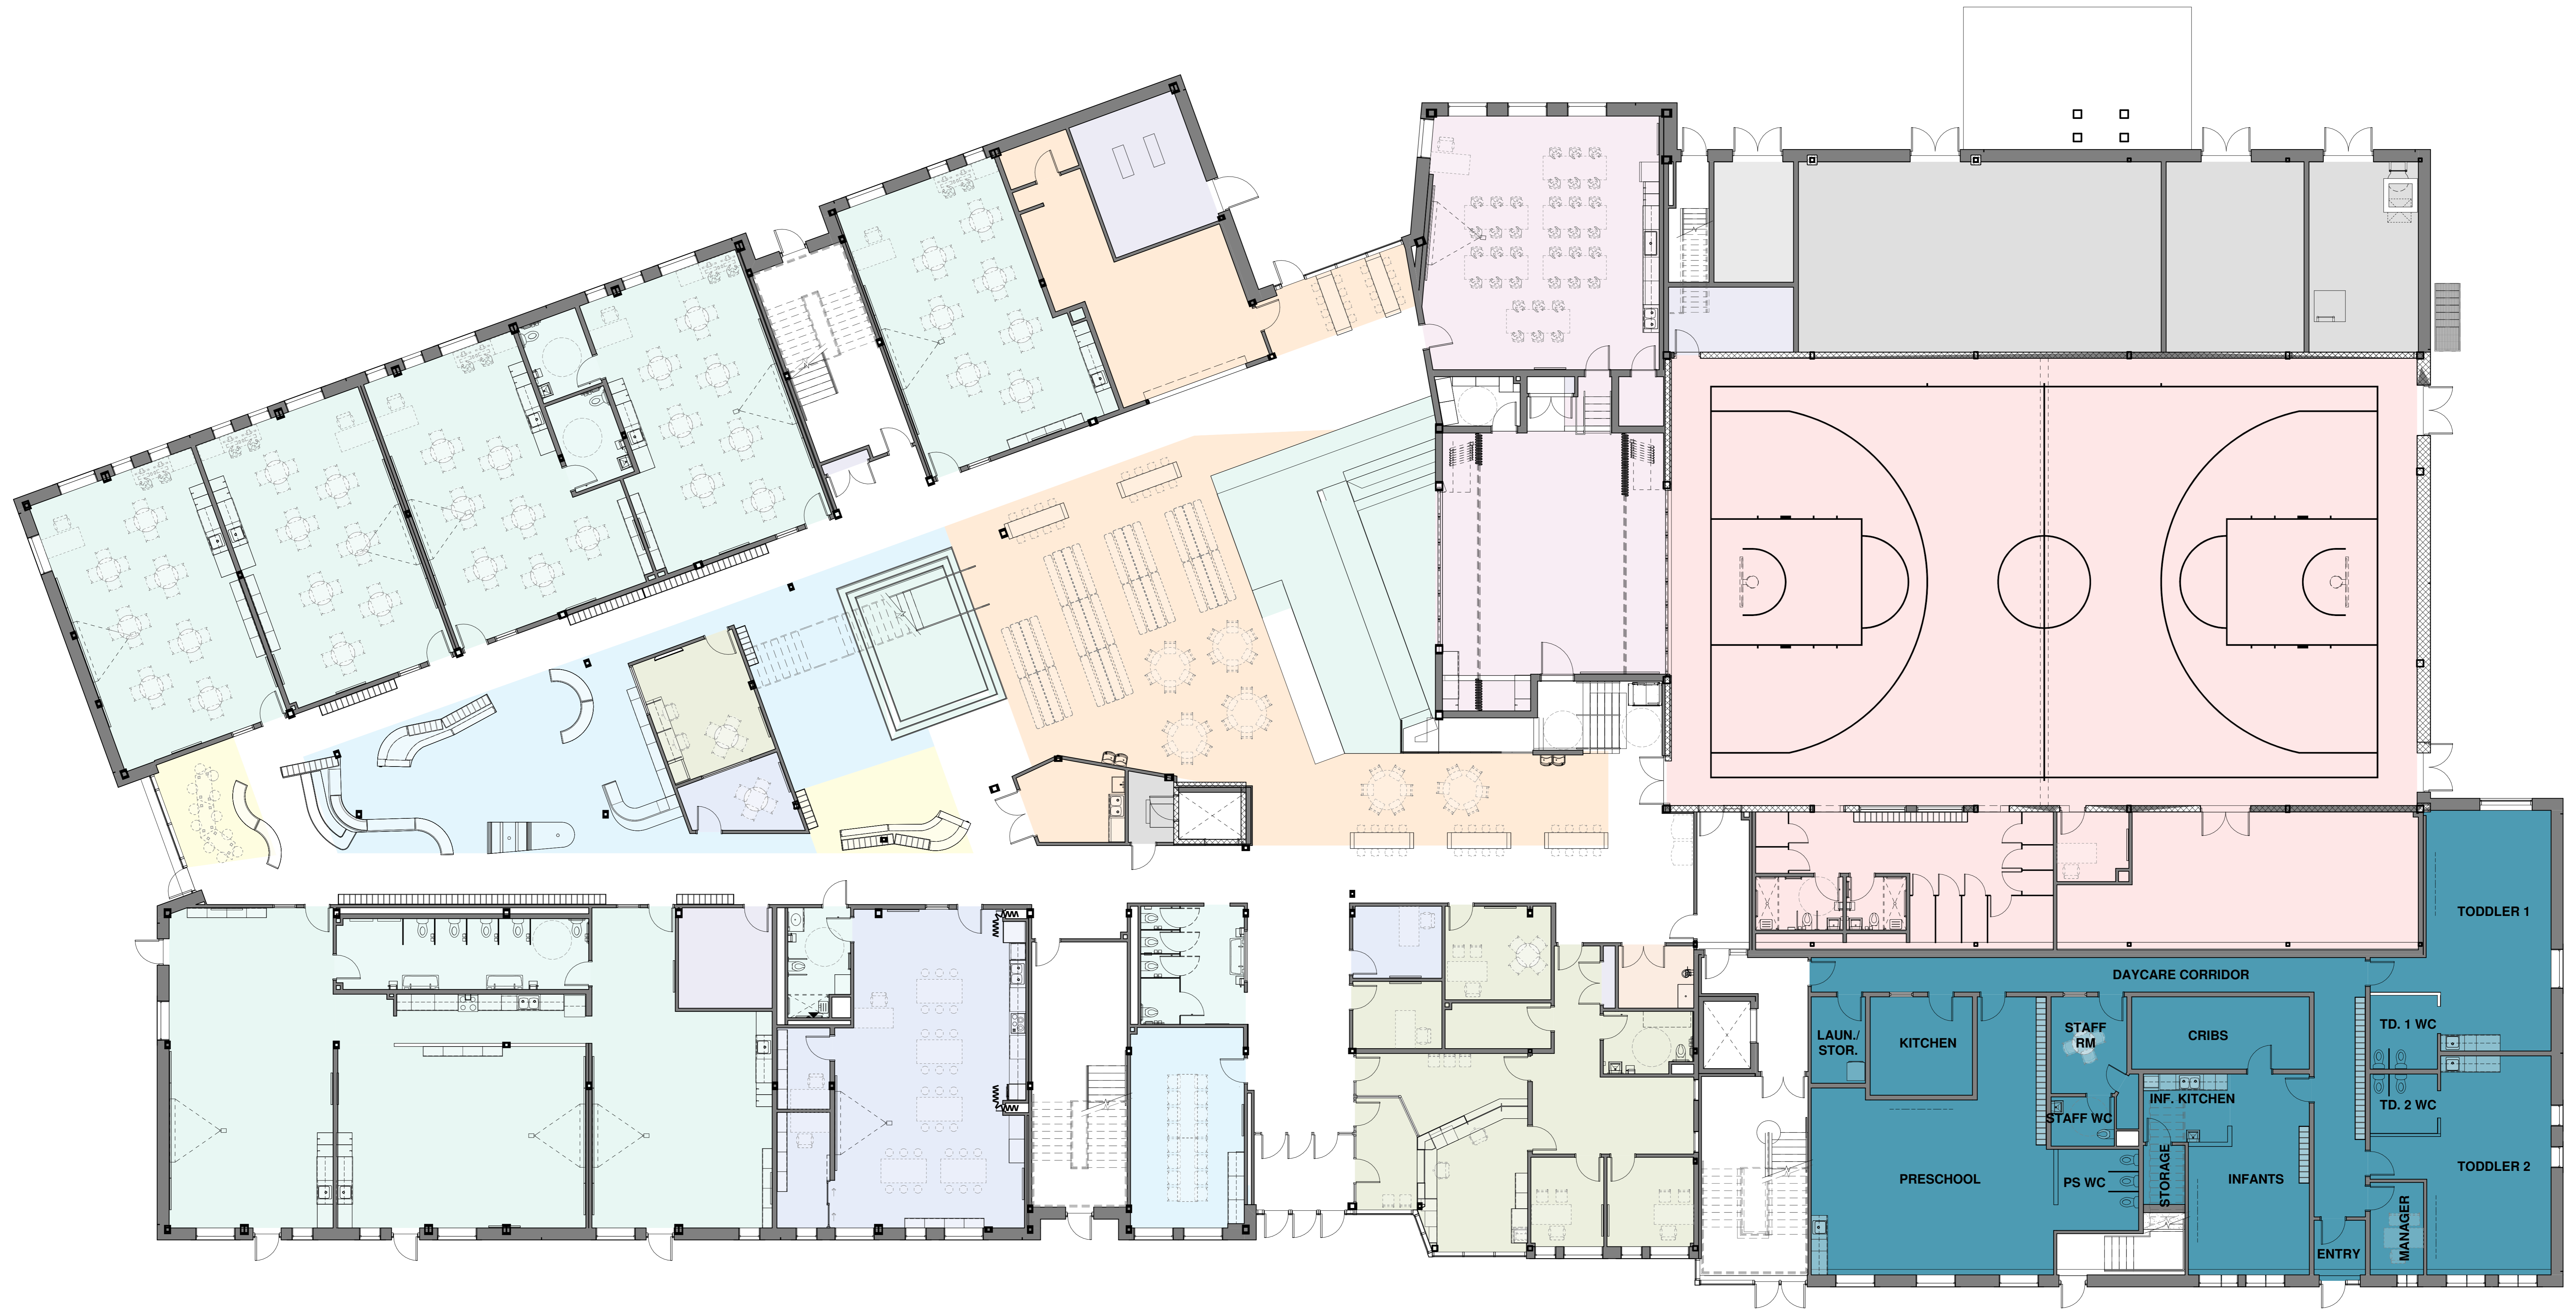 TODDLER 1
DAYCARE CORRIDOR
LAUN./
STOR.
KITCHEN
STAFF
RM
CRIBS
TD. 1 WC
INF. KITCHEN
TD. 2 WC
STAFF WC
PRESCHOOL
PS WC
STORAGE
INFANTS
TODDLER 2
MANAGER
ENTRY